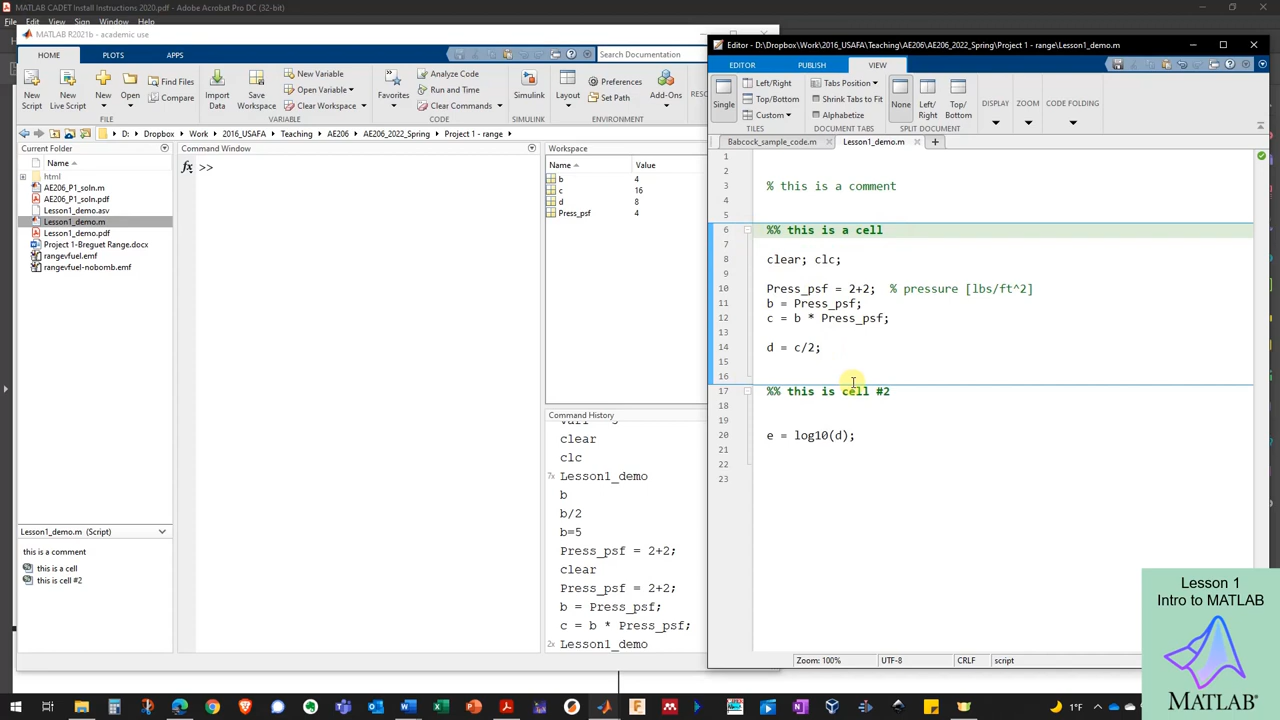 MATLAB CADET Install Instructions 2020.pdf - Adobe Acrobat Pro DC (32-bit)
File Edit View Sign Window Help
MATLAB R2021b - academic use
HOME PLOTS APPS
Search Documentation
New Script
New Live Script
New
Open
Find Files
Compare
FILE
Import Data
Save Workspace
New Variable
Open Variable
Clear Workspace
VARIABLE
Favorites
Analyze Code
Run and Time
Clear Commands
CODE
Simulink
SIMULINK
Layout
Preferences
Set Path
ENVIRONMENT
Add-Ons
RESO
D: Dropbox Work 2016_USAFA Teaching AE206 AE206_2022_Spring Project 1 - range
Current Folder
Name
html
AE206_P1_soln.m
AE206_P1_soln.pdf
Lesson1_demo.asv
Lesson1_demo.m
Lesson1_demo.pdf
Project 1-Breguet Range.docx
rangevfuel.emf
rangevfuel-nobomb.emf
Lesson1_demo.m (Script)
this is a comment
this is a cell
this is cell #2
Command Window
fx >>
Workspace
Name Value
b 4
c 16
d 8
Press_psf 4
Command History
clear
clc
7x Lesson1_demo
b
b/2
b=5
Press_psf = 2+2;
clear
Press_psf = 2+2;
b = Press_psf;
c = b * Press_psf;
2x Lesson1_demo
Editor - D:\Dropbox\Work\2016_USAFA\Teaching\AE206\AE206_2022_Spring\Project 1 - range\Lesson1_demo.m
EDITOR PUBLISH VIEW
Single
Left/Right
Top/Bottom
Custom
TILES
Tabs Position
Shrink Tabs to Fit
Alphabetize
DOCUMENT TABS
None
Left/Right
Top/Bottom
SPLIT DOCUMENT
DISPLAY
ZOOM
CODE FOLDING
Babcock_sample_code.m Lesson1_demo.m
1
2
3 % this is a comment
4
5
6 %% this is a cell
7
8 clear; clc;
9
10 Press_psf = 2+2; % pressure [lbs/ft^2]
11 b = Press_psf;
12 c = b * Press_psf;
13
14 d = c/2;
15
16
17 %% this is cell #2
18
19
20 e = log10(d);
21
22
23
Zoom: 100% UTF-8 CRLF script
Lesson 1
Intro to MATLAB
MATLAB
1°F